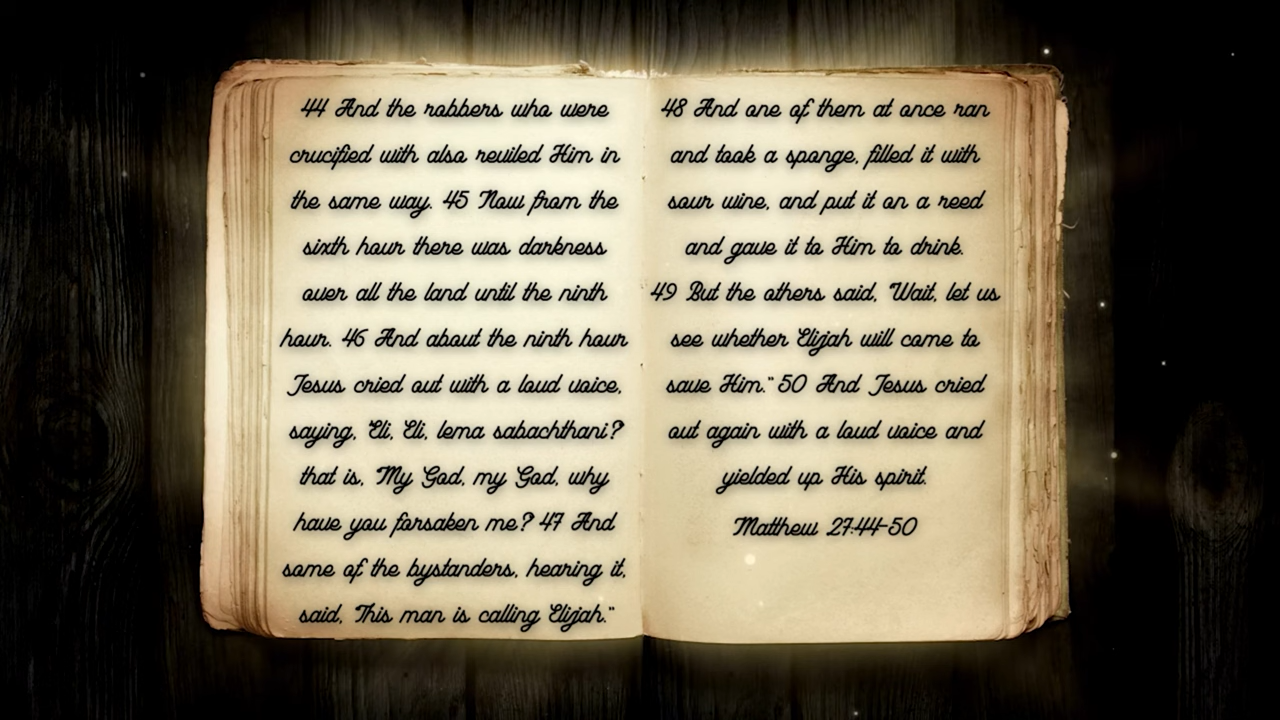 44 And the robbers who were
crucified with also reviled Him in
the same way. 45 Now from the
sixth hour there was darkness
over all the land until the ninth
hour. 46 And about the ninth hour
Jesus cried out with a loud voice,
saying, "Eli, Eli, lema sabachthani?
that is, "My God, my God, why
have you forsaken me? 47 And
some of the bystanders, hearing it,
said, "This man is calling Elijah."
48 And one of them at once ran
and took a sponge, filled it with
sour wine, and put it on a reed
and gave it to Him to drink.
49 But the others said, "Wait, let us
see whether Elijah will come to
save Him." 50 And Jesus cried
out again with a loud voice and
yielded up His spirit.
Matthew 27:44-50